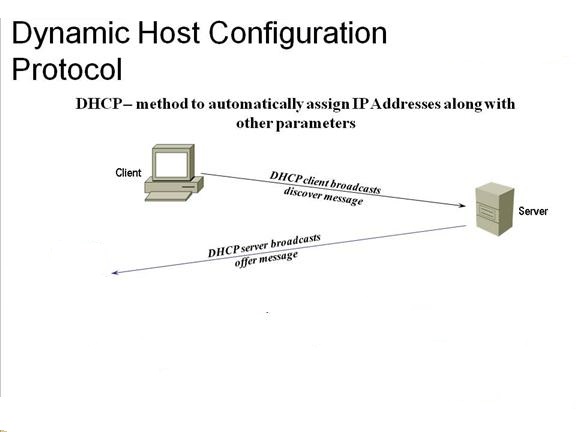 Dynamic Host Configuration
Protocol
DHCP– method to automatically assign IP Addresses along with
other parameters
Client
DHCP client broadcasts
discover message
Server
DHCP server broadcasts
offer message